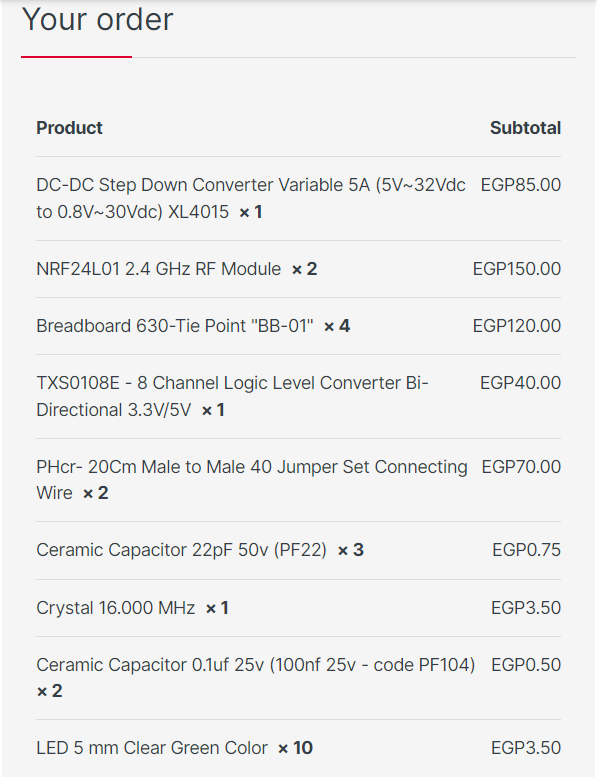 Your order
Product Subtotal
DC-DC Step Down Converter Variable 5A (5V~32Vdc EGP85.00
to 0.8V~30Vdc) XL4015 × 1
NRF24L01 2.4 GHz RF Module × 2 EGP150.00
Breadboard 630-Tie Point "BB-01" × 4 EGP120.00
TXS0108E - 8 Channel Logic Level Converter Bi- EGP40.00
Directional 3.3V/5V × 1
PHcr- 20Cm Male to Male 40 Jumper Set Connecting EGP70.00
Wire × 2
Ceramic Capacitor 22pF 50v (PF22) × 3 EGP0.75
Crystal 16.000 MHz × 1 EGP3.50
Ceramic Capacitor 0.1uf 25v (100nf 25v - code PF104) EGP0.50
× 2
LED 5 mm Clear Green Color × 10 EGP3.50